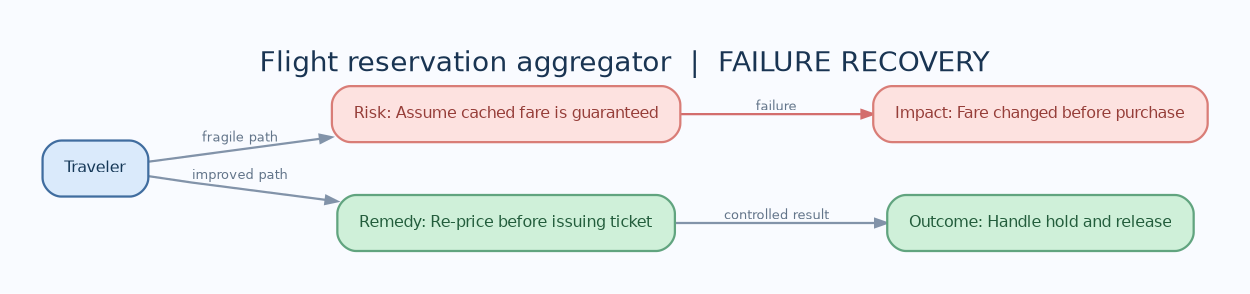 Flight reservation aggregator | FAILURE RECOVERY
Risk: Assume cached fare is guaranteed
failure
Impact: Fare changed before purchase
fragile path
Traveler
improved path
Remedy: Re-price before issuing ticket
controlled result
Outcome: Handle hold and release